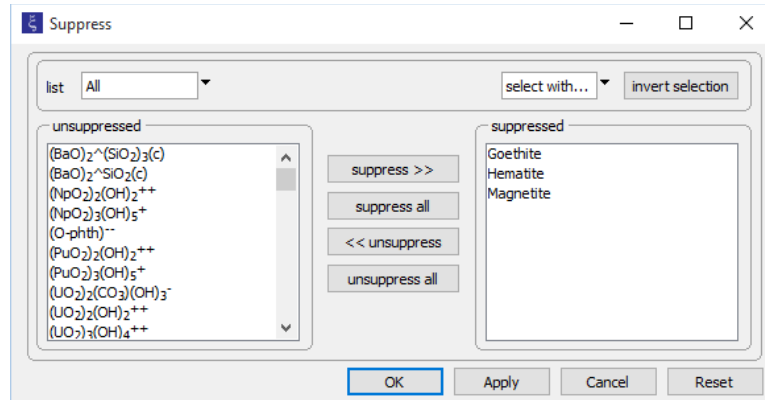 ξ Suppress
list All select with... invert selection
unsuppressed
(BaO)₂^(SiO₂)₃(c)
(BaO)₂^SiO₂(c)
(NpO₂)₂(OH)₂⁺⁺
(NpO₂)₃(OH)₅⁺
(O-phth)⁻⁻
(PuO₂)₂(OH)₂⁺⁺
(PuO₂)₃(OH)₅⁺
(UO₂)₂(CO₃)(OH)₃⁻
(UO₂)₂(OH)₂⁺⁺
(UO₂)₃(OH)₄⁺⁺
suppress >>
suppress all
<< unsuppress
unsuppress all
suppressed
Goethite
Hematite
Magnetite
OK Apply Cancel Reset